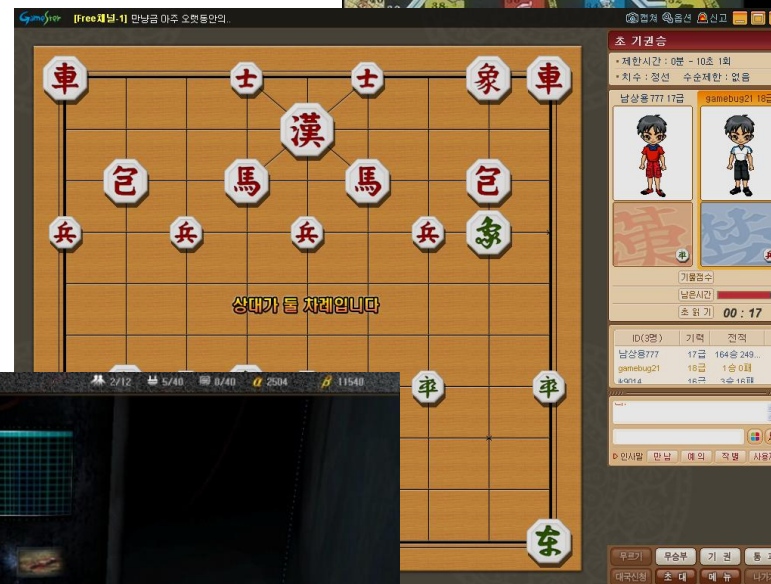 GameSter [Free채널-1] 만냥금 아주 오랫동안의..
캡쳐 옵션 신고
초 기권승
• 제한시간 : 0분 - 10초 1회
• 치수 : 정선 수순제한 : 없음
남상용777 17급 gamebug21 18급
車 士 士 象 車
漢
包 馬 馬 包
兵 兵 兵 兵 象
漢 卒 楚 兵
기물점수
남은시간
초 읽 기 00 : 17
상대가 둘 차례입니다
ID(3명) 기력 전적
남상용777 17급 164승 249...
gamebug21 18급 1승 0패
2/12 5/40 0/40 α 2504 β 11540
卒 卒
인사말 만남 예의 작별
车
무르기 무승부 기 권
대국신청 초 대 메 뉴